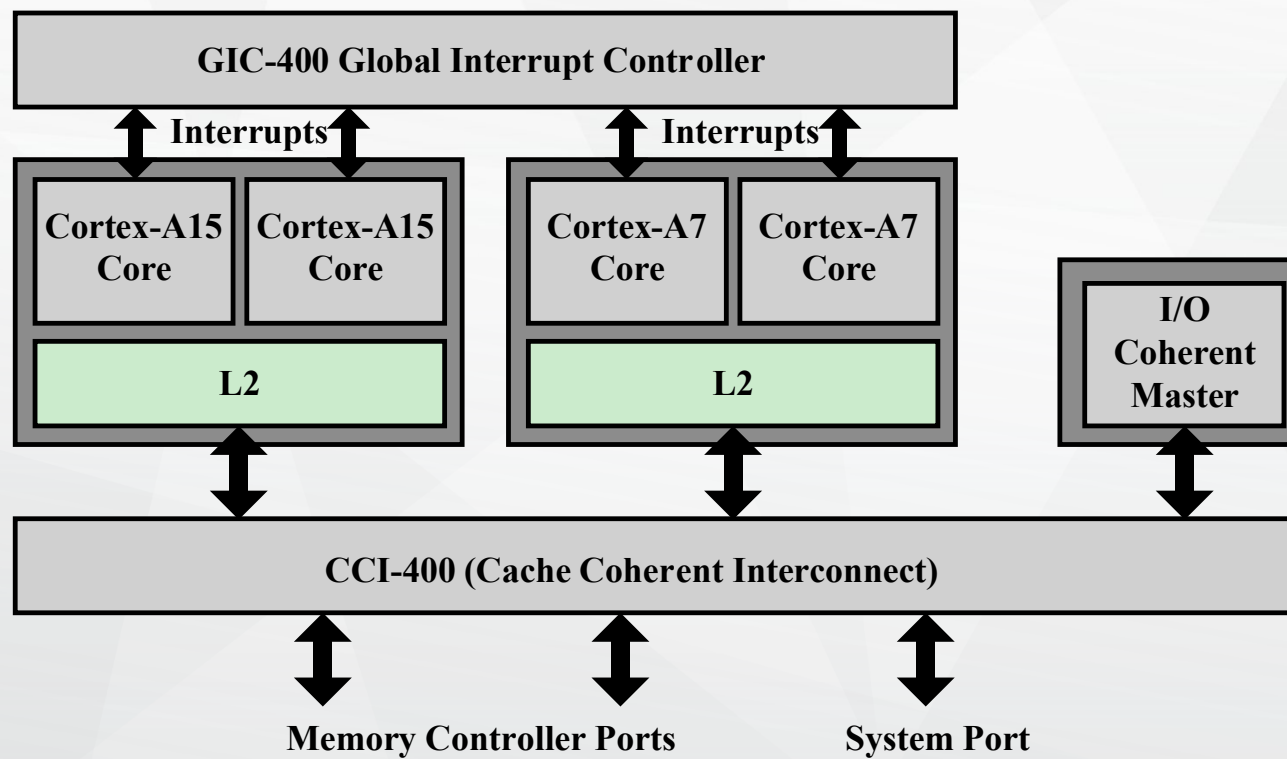 GIC-400 Global Interrupt Controller
Interrupts
Interrupts
Cortex-A15
Core
Cortex-A15
Core
Cortex-A7
Core
Cortex-A7
Core
L2
L2
I/O
Coherent
Master
CCI-400 (Cache Coherent Interconnect)
Memory Controller Ports
System Port